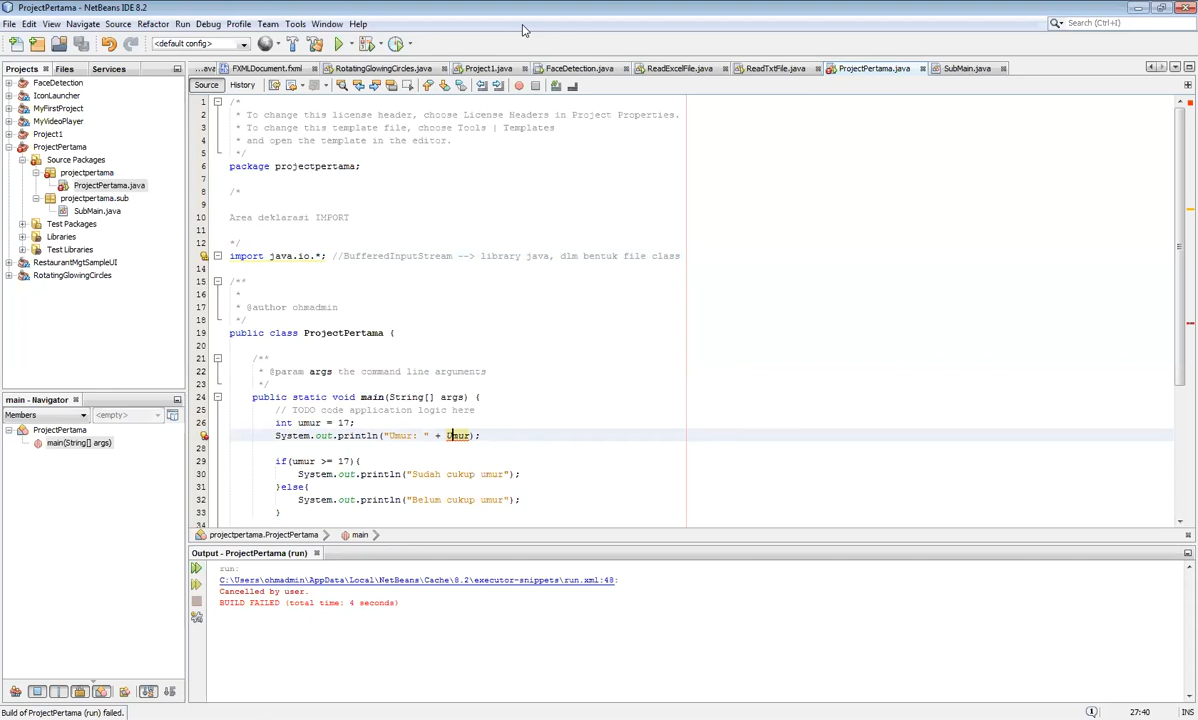 ProjectPertama - NetBeans IDE 8.2
File Edit View Navigate Source Refactor Run Debug Profile Team Tools Window Help
<default config>
Search (Ctrl+I)
Projects Files Services
...ave FXMLDocument.fxml RotatingGlowingCircles.java Project1.java FaceDetection.java ReadExcelFile.java ReadTxtFile.java ProjectPertama.java SubMain.java
Source History
FaceDetection
IconLauncher
MyFirstProject
MyVideoPlayer
Project1
ProjectPertama
Source Packages
projectpertama
ProjectPertama.java
projectpertama.sub
SubMain.java
Test Packages
Libraries
Test Libraries
RestaurantMgtSampleUI
RotatingGlowingCircles
main - Navigator
Members <empty>
ProjectPertama
main(String[] args)
1 /*
2 * To change this license header, choose License Headers in Project Properties.
3 * To change this template file, choose Tools | Templates
4 * and open the template in the editor.
5 */
6 package projectpertama;
7
8 /*
9
10 Area deklarasi IMPORT
11
12 */
import java.io.*; //BufferedInputStream --> library java, dlm bentuk file class
14
15 /**
16 *
17 * @author ohmadmin
18 */
19 public class ProjectPertama {
20
21 /**
22 * @param args the command line arguments
23 */
24 public static void main(String[] args) {
25 // TODO code application logic here
26 int umur = 17;
System.out.println("Umur: " + Umur);
28
29 if(umur >= 17){
30 System.out.println("Sudah cukup umur");
31 }else{
32 System.out.println("Belum cukup umur");
33 }
34
projectpertama.ProjectPertama main
Output - ProjectPertama (run)
run:
C:\Users\ohmadmin\AppData\Local\NetBeans\Cache\8.2\executor-snippets\run.xml:48:
Cancelled by user.
BUILD FAILED (total time: 4 seconds)
Build of ProjectPertama (run) failed.
27:40 INS